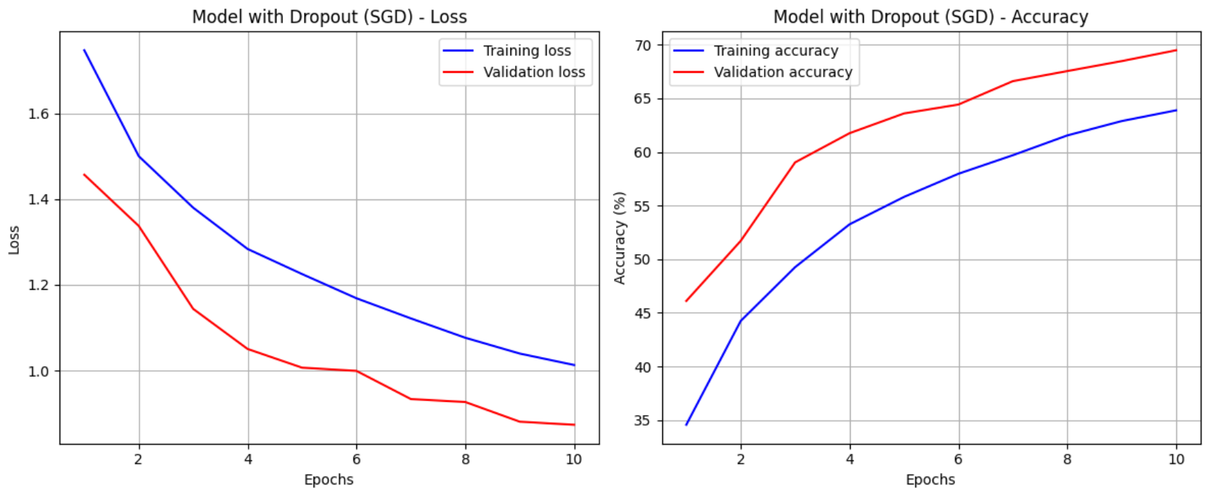 Model with Dropout (SGD) - Loss
Training loss
Validation loss
Loss
1.6
1.4
1.2
1.0
2
4
6
8
10
Epochs
Model with Dropout (SGD) - Accuracy
Training accuracy
Validation accuracy
Accuracy (%)
70
65
60
55
50
45
40
35
2
4
6
8
10
Epochs